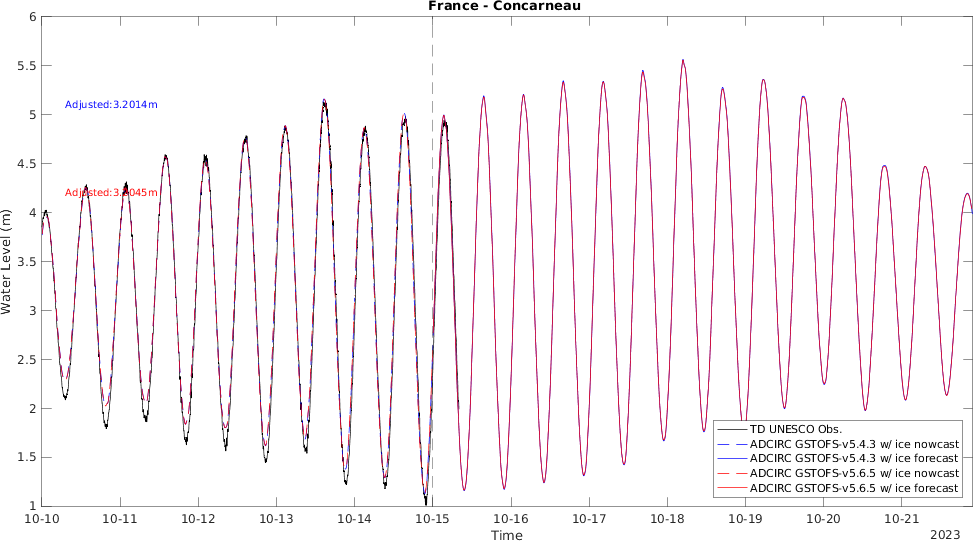 France - Concarneau
6
5.5
5
4.5
4
3.5
3
2.5
2
1.5
1
Water Level (m)
Adjusted:3.2014m
TD UNESCO Obs.
ADCIRC GSTOFS-v5.4.3 w/ ice nowcast
ADCIRC GSTOFS-v5.4.3 w/ ice forecast
ADCIRC GSTOFS-v5.6.5 w/ ice nowcast
ADCIRC GSTOFS-v5.6.5 w/ ice forecast
10-10 10-11 10-12 10-13 10-14 10-15 10-16 10-17 10-18 10-19 10-20 10-21
Time
2023